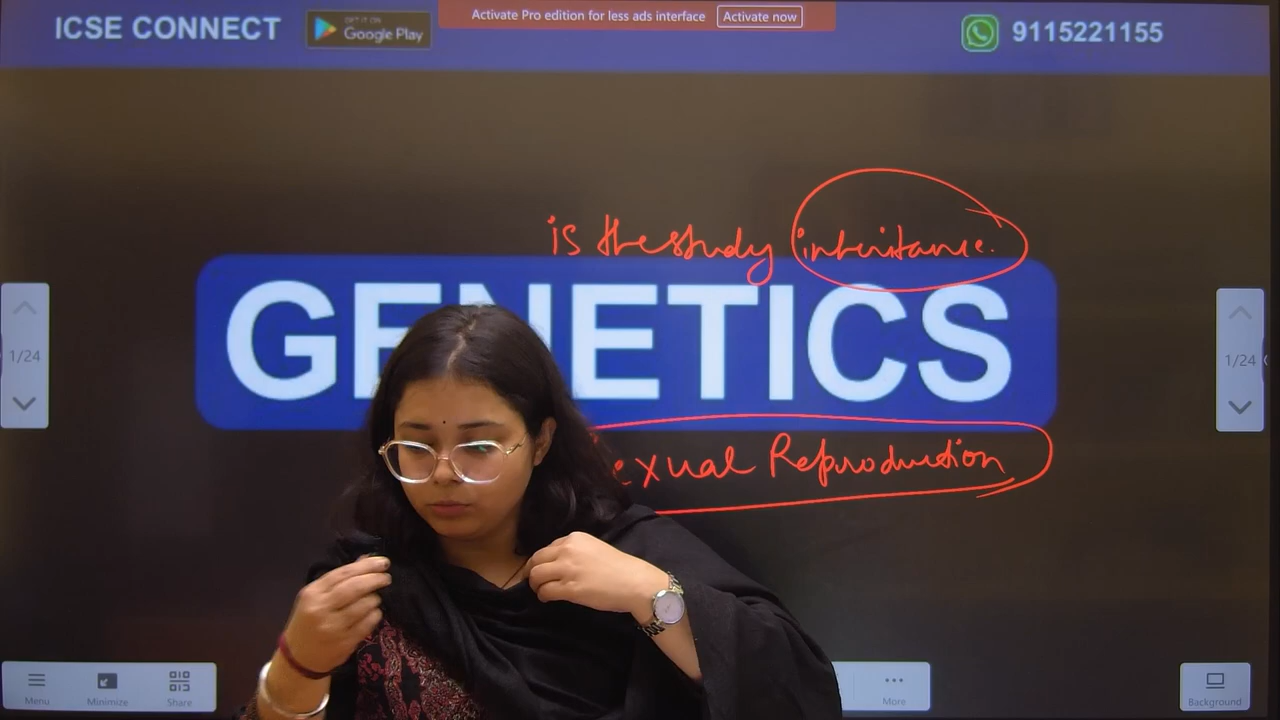 ICSE CONNECT
GET IT ON
Google Play
Activate Pro edition for less ads interface
Activate now
9115221155
is the study inheritance.
GENETICS
exual Reproduction
1/24
1/24
Menu
Minimize
Share
More
Background